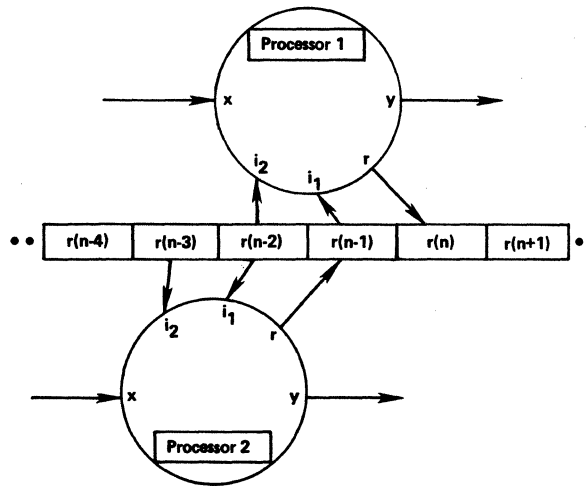 Processor 1
x y
i2 i1 r
•• r(n-4) r(n-3) r(n-2) r(n-1) r(n) r(n+1) •
i2 i1 r
x y
Processor 2